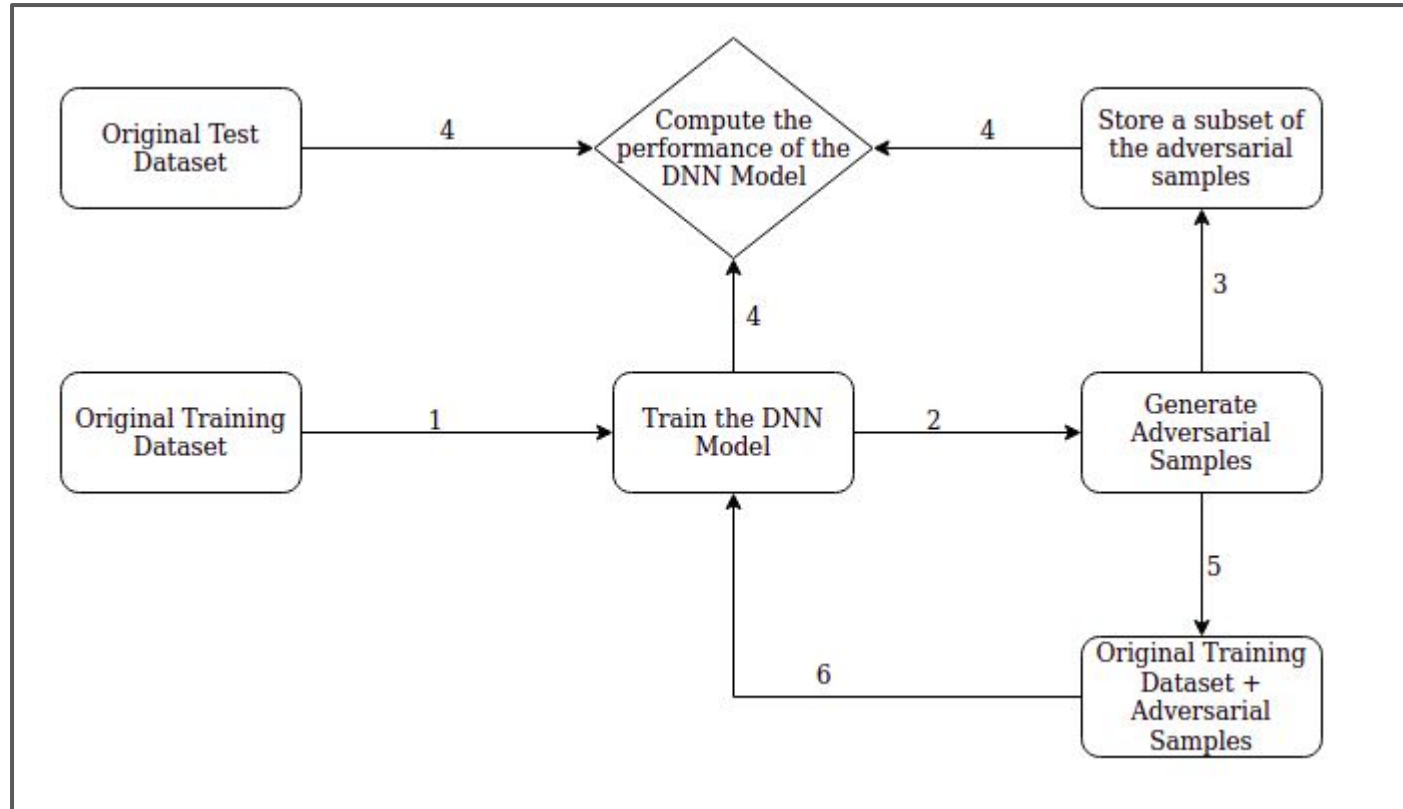 Original Test
Dataset
4
Compute the
performance of the
DNN Model
4
Store a subset of
the adversarial
samples
4
3
Original Training
Dataset
1
Train the DNN
Model
2
Generate
Adversarial
Samples
5
6
Original Training
Dataset +
Adversarial
Samples